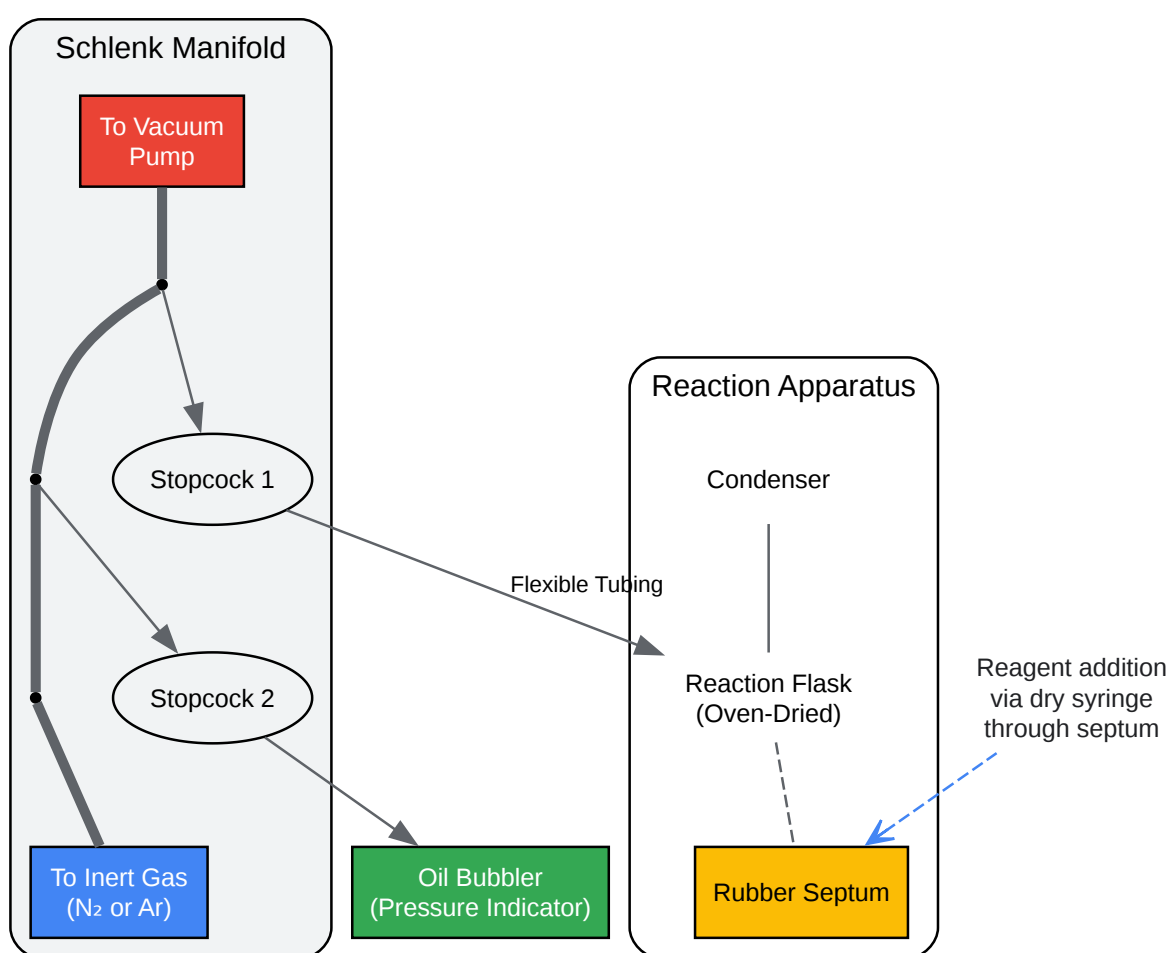 Schlenk Manifold
To Vacuum
Pump
Stopcock 1
Stopcock 2
To Inert Gas
(N₂ or Ar)
Flexible Tubing
Oil Bubbler
(Pressure Indicator)
Reaction Apparatus
Condenser
Reaction Flask
(Oven-Dried)
Rubber Septum
Reagent addition
via dry syringe
through septum